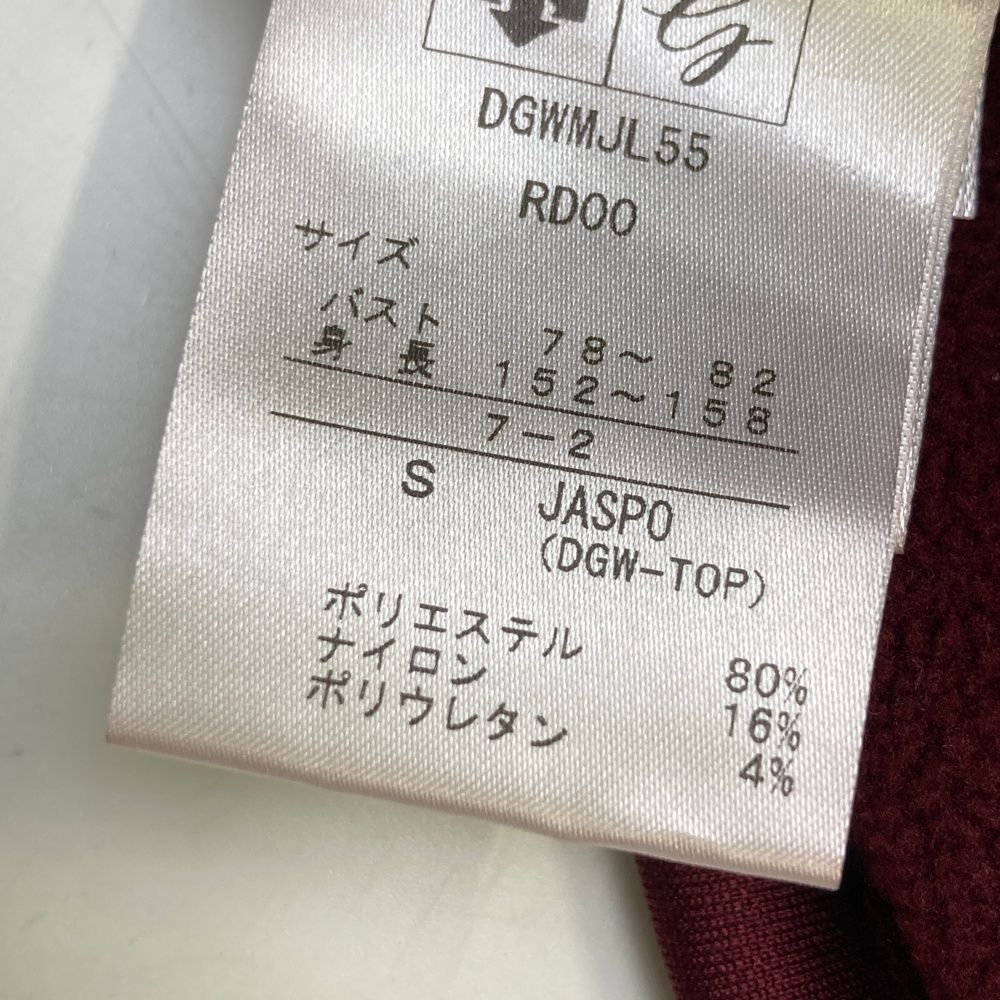 DGWMJL55
RD00
サイズ
バスト 78～ 82
身 長 152～158
7－2
S JASPO
(DGW-TOP)
ポリエステル 80%
ナイロン 16%
ポリウレタン 4%